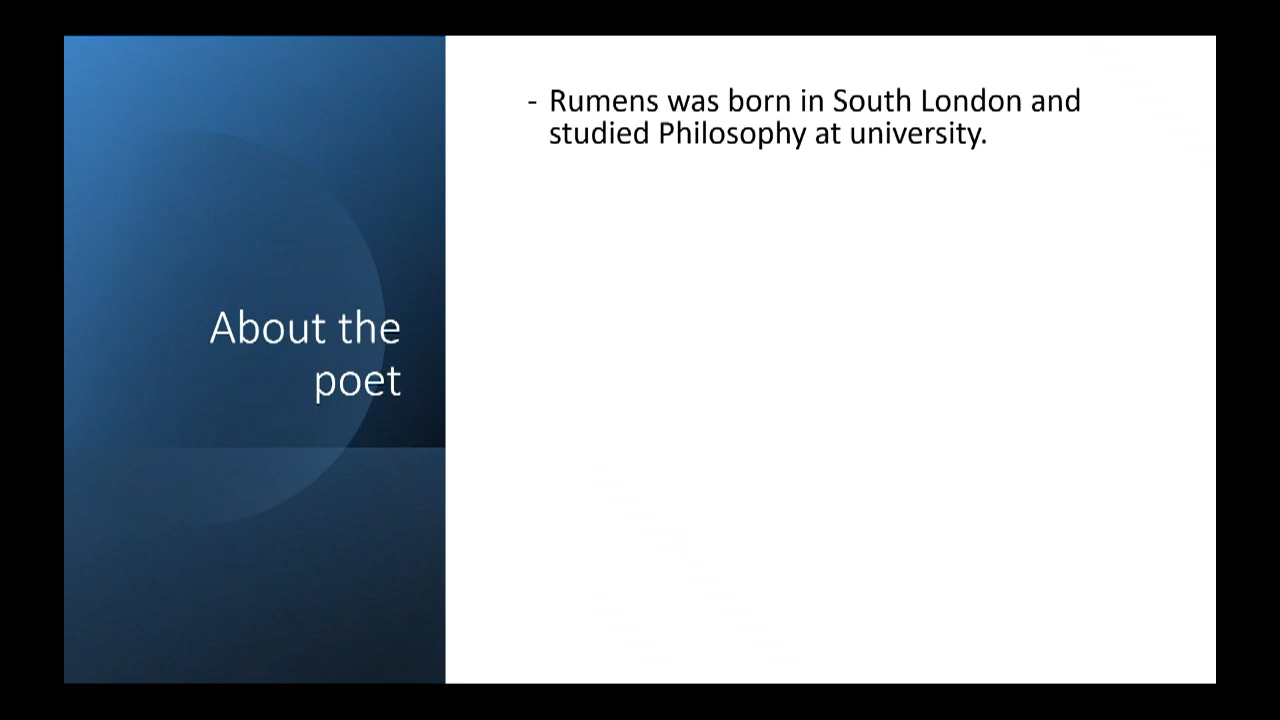 About the
poet
- Rumens was born in South London and
studied Philosophy at university.